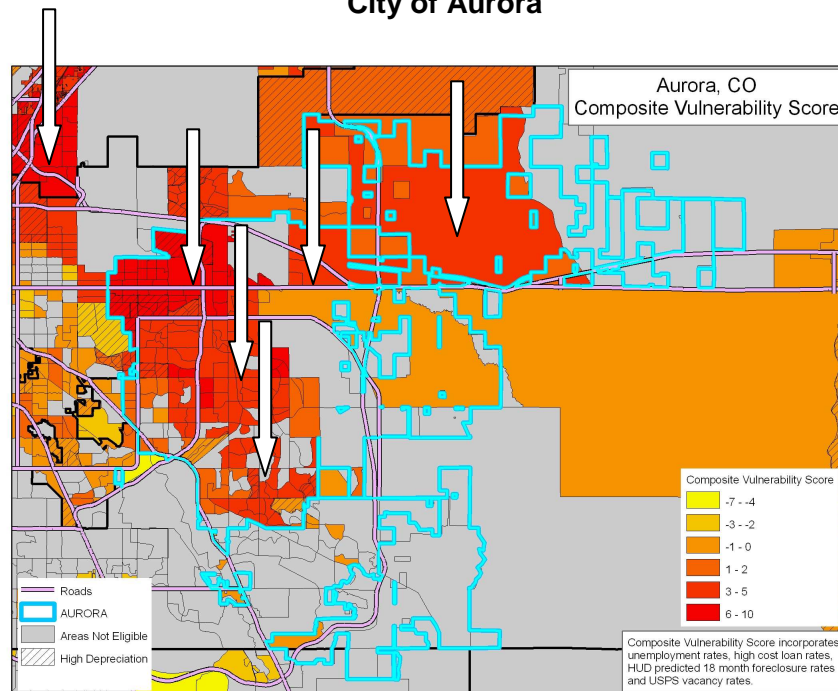 City of Aurora
Aurora, CO
Composite Vulnerability Score
Composite Vulnerability Score
-7 - -4
-3 - -2
-1 - 0
1 - 2
3 - 5
6 - 10
Roads
AURORA
Areas Not Eligible
High Depreciation
Composite Vulnerability Score incorporates
unemployment rates, high cost loan rates,
HUD predicted 18 month foreclosure rates
and USPS vacancy rates.